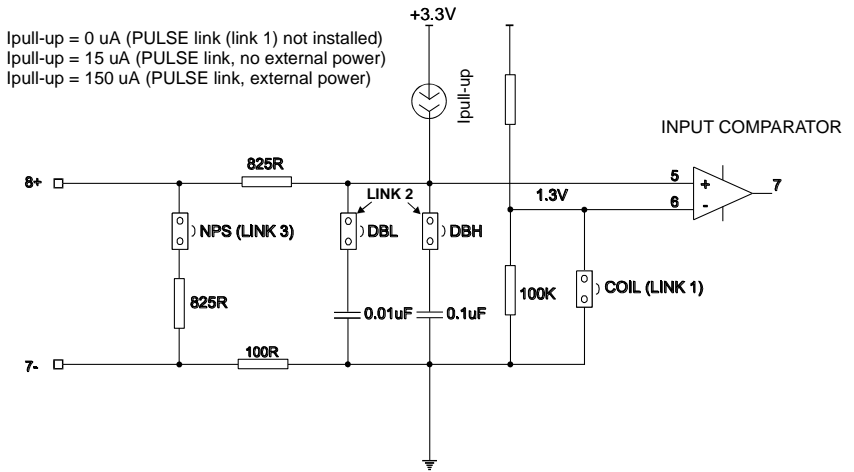 +3.3V
Ipull-up = 0 uA (PULSE link (link 1) not installed)
Ipull-up = 15 uA (PULSE link, no external power)
Ipull-up = 150 uA (PULSE link, external power)
Ipull-up
INPUT COMPARATOR
825R
8+
5
+
7
LINK 2
1.3V
6
-
NPS (LINK 3)
DBL
DBH
825R
100K
COIL (LINK 1)
0.01uF
0.1uF
100R
7-